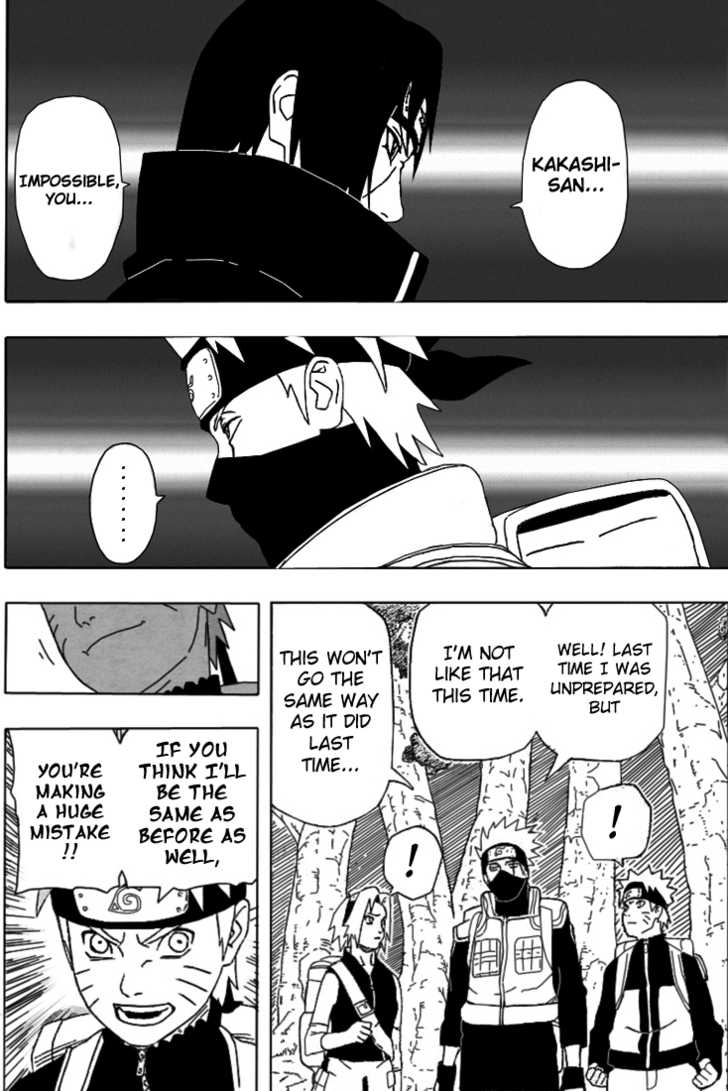 KAKASHI-
SAN...
IMPOSSIBLE,
YOU...
........
WELL! LAST
TIME I WAS
UNPREPARED,
BUT
I'M NOT
LIKE THAT
THIS TIME.
THIS WON'T
GO THE
SAME WAY
AS IT DID
LAST
TIME...
!
!
IF YOU
THINK I'LL
BE THE
SAME AS
BEFORE AS
WELL,
YOU'RE
MAKING
A HUGE
MISTAKE
!!